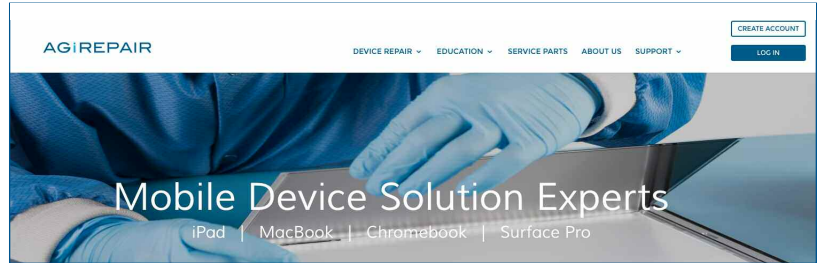 CREATE ACCOUNT
AGiREPAIR
DEVICE REPAIR EDUCATION SERVICE PARTS ABOUT US SUPPORT
LOG IN
Mobile Device Solution Experts
iPad | MacBook | Chromebook | Surface Pro